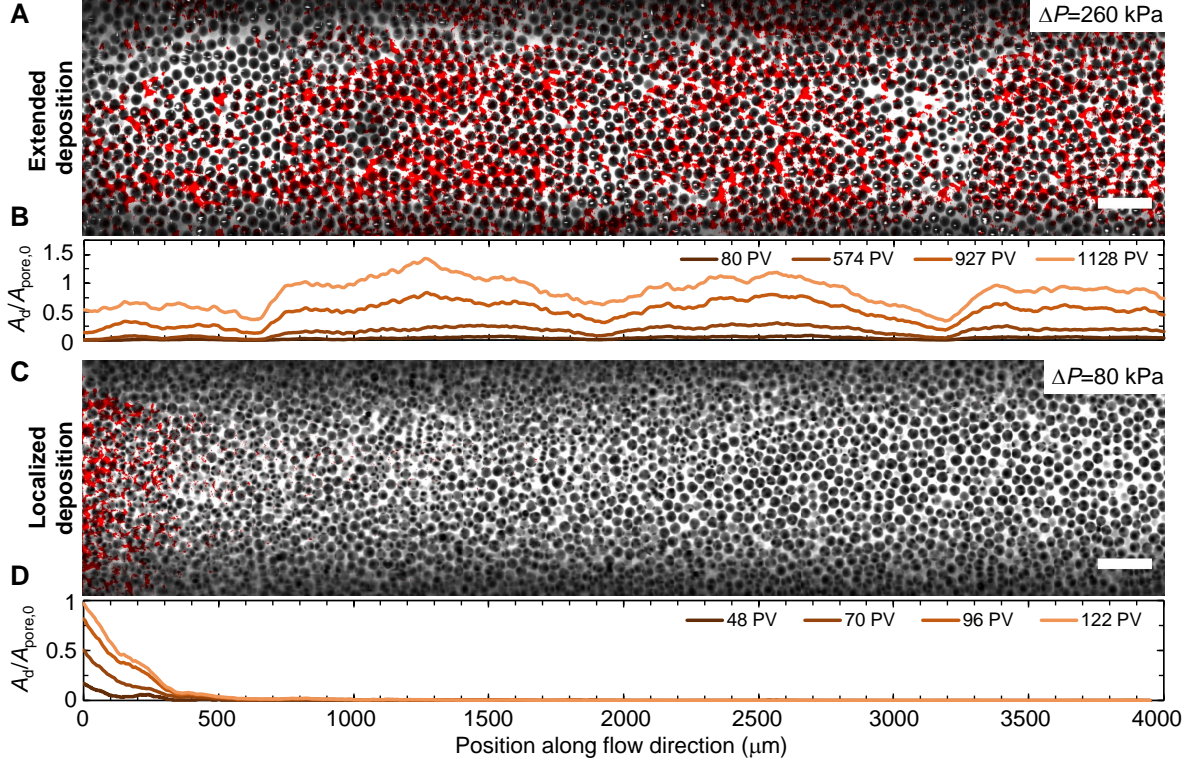 A
ΔP=260 kPa
Extended
deposition
B
80 PV 574 PV 927 PV 1128 PV
A_d/A_pore,0
1.5
1
0.5
0
C
ΔP=80 kPa
Localized
deposition
D
48 PV 70 PV 96 PV 122 PV
A_d/A_pore,0
1
0.5
0
0 500 1000 1500 2000 2500 3000 3500 4000
Position along flow direction (μm)